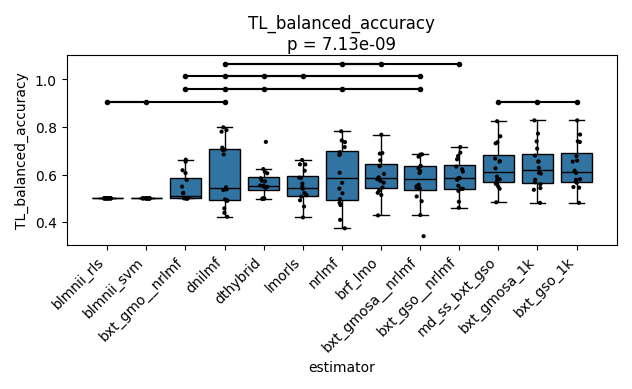 TL_balanced_accuracy
p = 7.13e-09
TL_balanced_accuracy
1.0
0.8
0.6
0.4
blmnii_rls
blmnii_svm
bxt_gmo__nrlmf
dnilmf
dthybrid
lmorls
nrlmf
brf_lmo
bxt_gmosa__nrlmf
bxt_gso__nrlmf
md_ss_bxt_gso
bxt_gmosa_1k
bxt_gso_1k
estimator